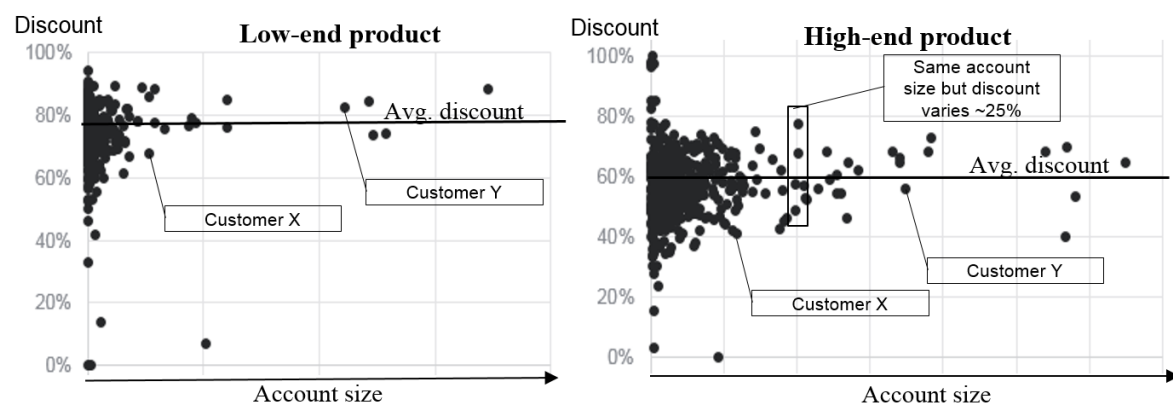 Discount
Low-end product
100%
80%
60%
40%
20%
0%
Avg. discount
Customer Y
Customer X
Account size
Discount
High-end product
100%
80%
60%
40%
20%
0%
Same account
size but discount
varies ~25%
Avg. discount
Customer Y
Customer X
Account size